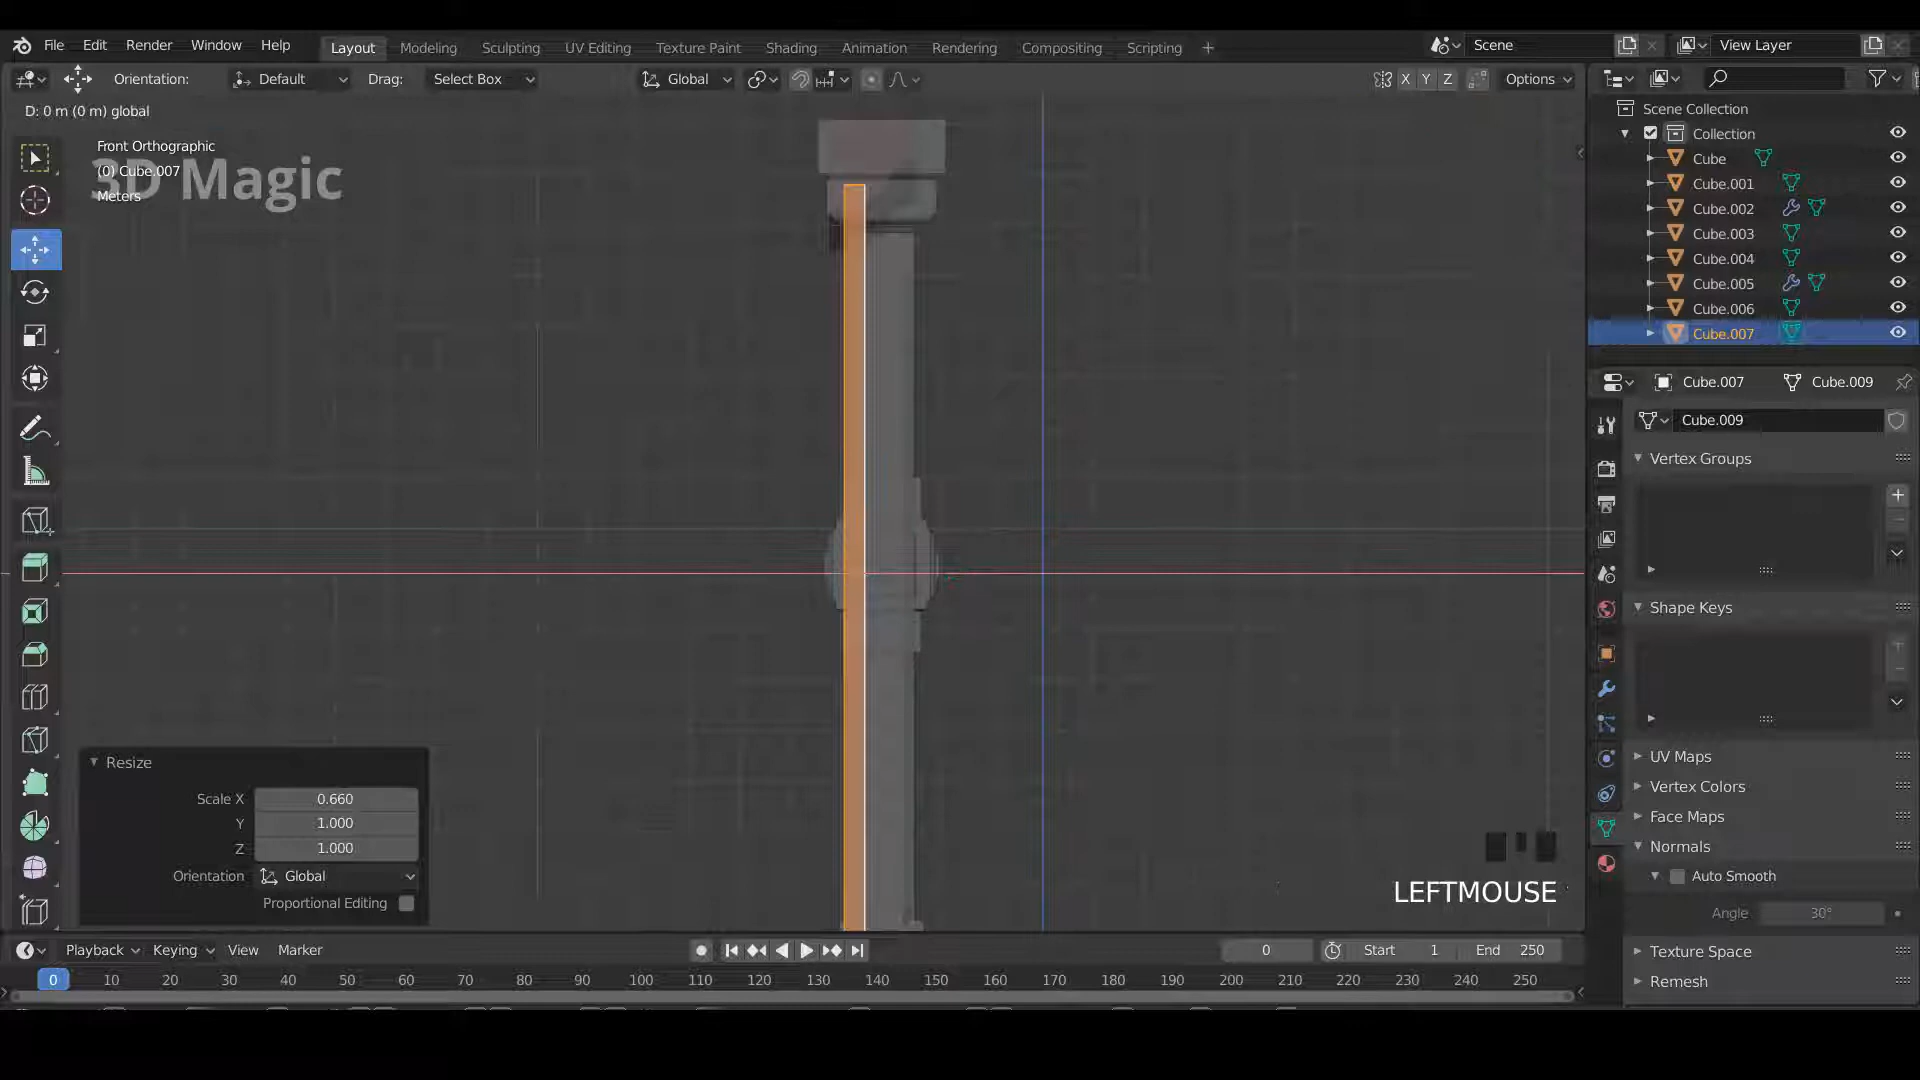 File Edit Render Window Help Layout Modeling Sculpting UV Editing Texture Paint Shading Animation Rendering Compositing Scripting + Scene View Layer
Orientation: Default Drag: Select Box Global X Y Z Options
D: 0 m (0 m) global
Front Orthographic
(0) Cube.007
Meters
3D Magic
Scene Collection
Collection
Cube
Cube.001
Cube.002
Cube.003
Cube.004
Cube.005
Cube.006
Cube.007
Cube.007 Cube.009
Cube.009
Vertex Groups
Shape Keys
UV Maps
Vertex Colors
Face Maps
Normals
Auto Smooth
Angle 30°
Texture Space
Remesh
Resize
Scale X 0.660
Y 1.000
Z 1.000
Orientation Global
Proportional Editing
LEFTMOUSE
Playback Keying View Marker 0 Start 1 End 250
0 10 20 30 40 50 60 70 80 90 100 110 120 130 140 150 160 170 180 190 200 210 220 230 240 250